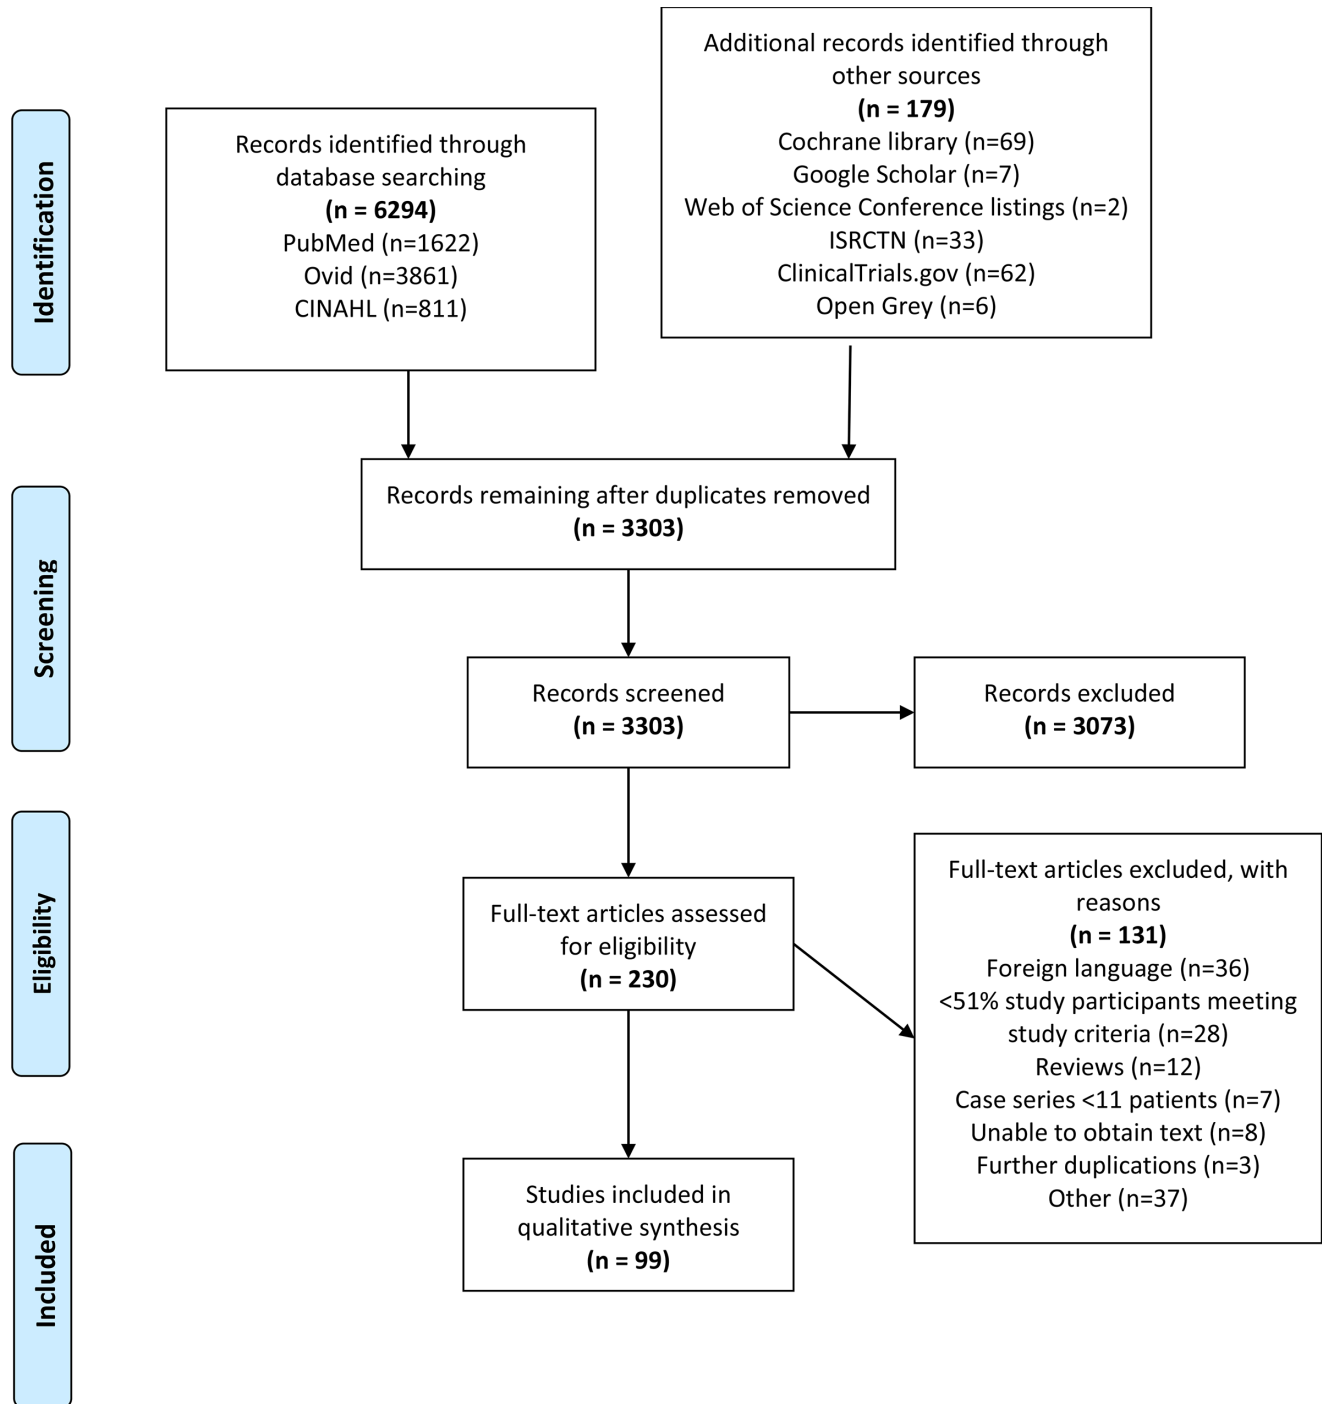 Identification
Records identified through
database searching
(n = 6294)
PubMed (n=1622)
Ovid (n=3861)
CINAHL (n=811)
Additional records identified through
other sources
(n = 179)
Cochrane library (n=69)
Google Scholar (n=7)
Web of Science Conference listings (n=2)
ISRCTN (n=33)
ClinicalTrials.gov (n=62)
Open Grey (n=6)
Screening
Records remaining after duplicates removed
(n = 3303)
Records screened
(n = 3303)
Records excluded
(n = 3073)
Eligibility
Full-text articles assessed
for eligibility
(n = 230)
Full-text articles excluded, with
reasons
(n = 131)
Foreign language (n=36)
<51% study participants meeting
study criteria (n=28)
Reviews (n=12)
Case series <11 patients (n=7)
Unable to obtain text (n=8)
Further duplications (n=3)
Other (n=37)
Included
Studies included in
qualitative synthesis
(n = 99)